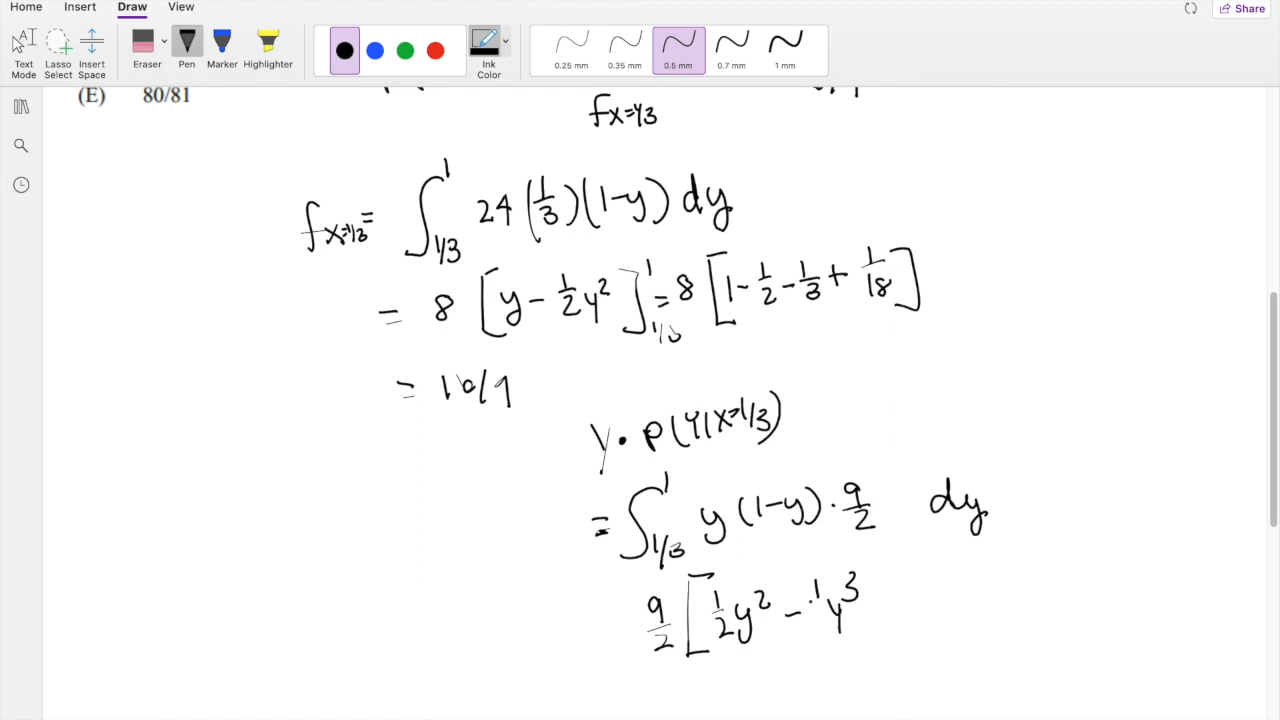 Home Insert Draw View Share
Text Mode Lasso Select Insert Space Eraser Pen Marker Highlighter Ink Color 0.25 mm 0.35 mm 0.5 mm 0.7 mm 1 mm
(E) 80/81
fx=1/3
fx=1/3 = ∫_{1/3}^{1} 24 (1/3)(1-y) dy
= 8 [y - 1/2 y²]_{1/3}^{1} = 8 [1 - 1/2 - 1/3 + 1/18]
= 16/9
y · P(Y|X=1/3)
= ∫_{1/3}^{1} y (1-y) · 9/2 dy
9/2 [1/2 y² - 1 y³